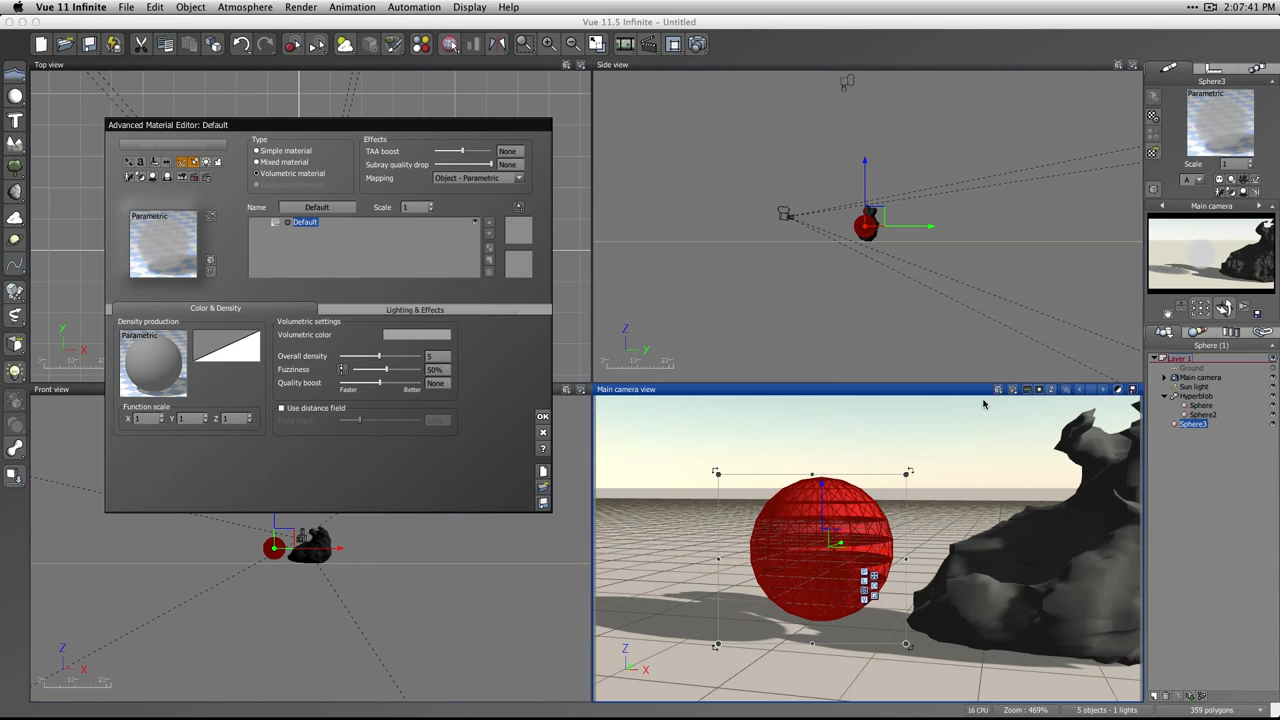 Vue 11 Infinite File Edit Object Atmosphere Render Animation Automation Display Help 2:07:41 PM
Vue 11.5 Infinite - Untitled
Top view
Side view
Sphere3
Parametric
Scale 1
A
Main camera
Advanced Material Editor: Default
Type
Simple material
Mixed material
Volumetric material
Effects
TAA boost None
Subray quality drop None
Mapping Object - Parametric
Name Default Scale 1
Parametric
Default
Color & Density
Lighting & Effects
Density production
Parametric
Function scale
X 1 Y 1 Z 1
Volumetric settings
Volumetric color
Overall density 5
Fuzziness 50%
Quality boost None
Faster Better
Use distance field
OK
y
X
Z
y
Front view
Main camera view
Z
X
Z
X
Sphere (1)
Layer 1
Ground
Main camera
Sun light
Hyperblob
Sphere
Sphere2
Sphere3
16 CPU Zoom : 469% 5 objects - 1 lights 359 polygons